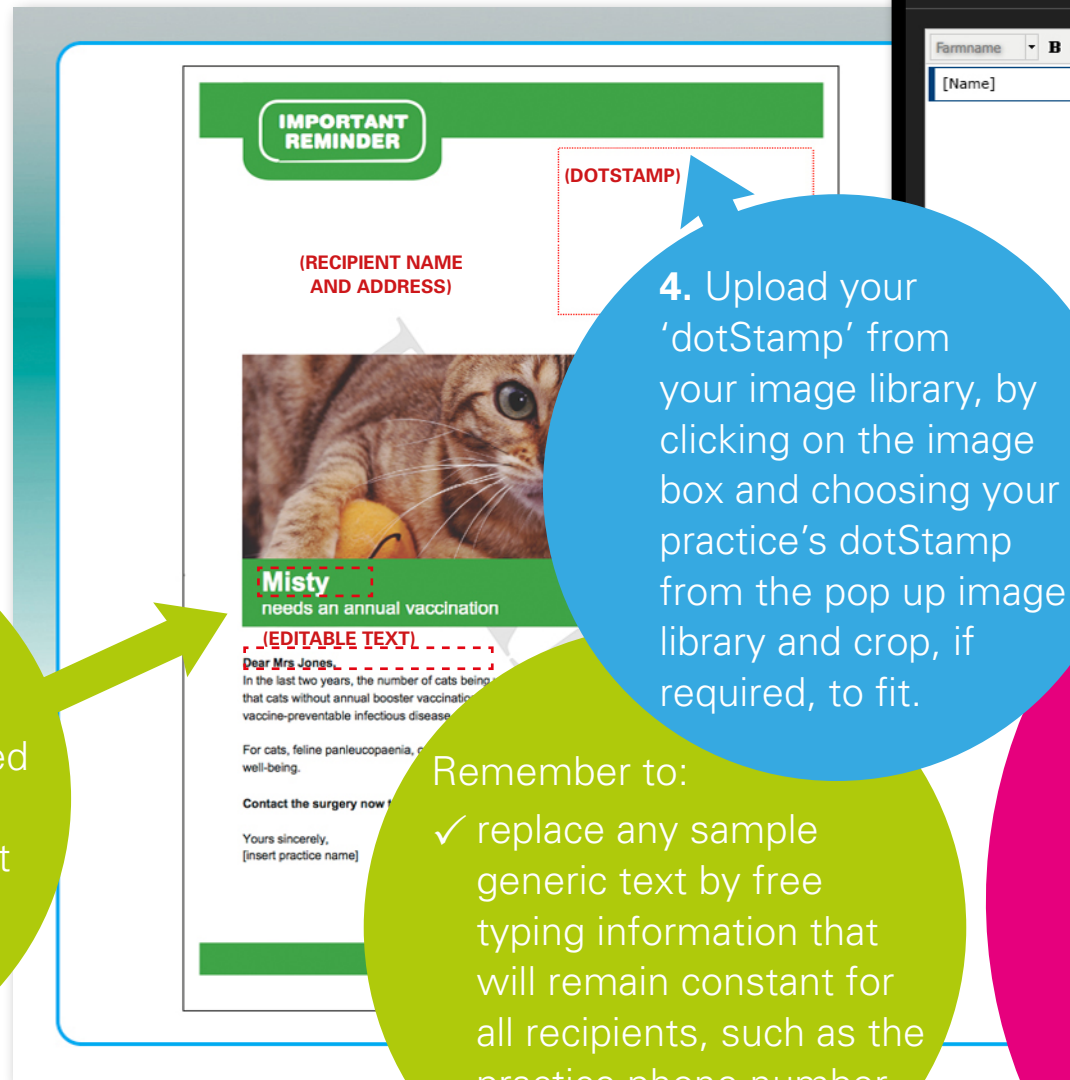 IMPORTANT
REMINDER
(DOTSTAMP)
(RECIPIENT NAME
AND ADDRESS)
Misty
needs an annual vaccination
(EDITABLE TEXT)
Dear Mrs Jones,
In the last two years, the number of cats being
that cats without annual booster
vaccine-preventable infectious disease
For cats, feline panleucopaenia,
well-being.
Contact the surgery now
Yours sincerely,
[insert practice name]
Farmname B
[Name]
4. Upload your
‘dotStamp’ from
your image library, by
clicking on the image
box and choosing your
practice’s dotStamp
from the pop up image
library and crop, if
required, to fit.
Remember to:
✓ replace any sample
generic text by free
typing information that
will remain constant for
all recipients, such as the
practice phone number